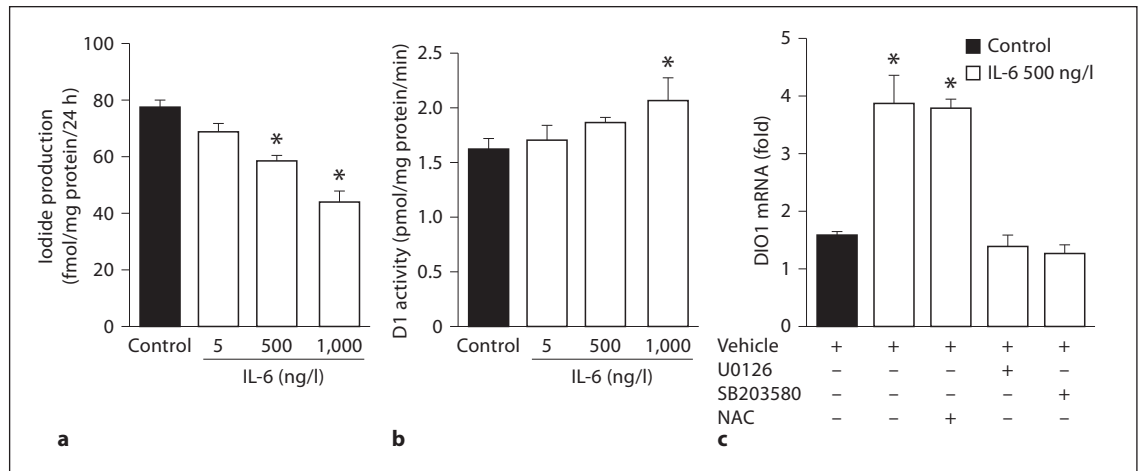 100
80
60
40
20
0
Iodide production
(fmol/mg protein/24 h)
*
*
Control 5 500 1,000
IL-6 (ng/l)
a
2.5
2.0
1.5
1.0
0.5
0
D1 activity (pmol/mg protein/min)
*
Control 5 500 1,000
IL-6 (ng/l)
b
5
4
3
2
1
0
DIO1 mRNA (fold)
Control
IL-6 500 ng/l
*
*
Vehicle + + + + +
U0126 – – – + –
SB203580 – – – – +
NAC – – + – –
c